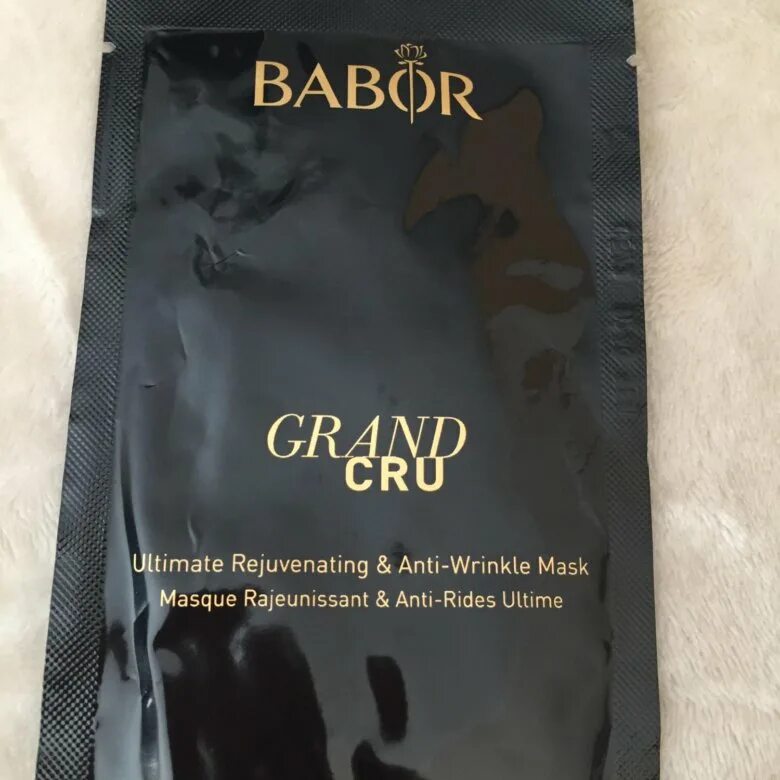 BABOR
GRAND
CRU
Ultimate Rejuvenating & Anti-Wrinkle Mask
Masque Rajeunissant & Anti-Rides Ultime